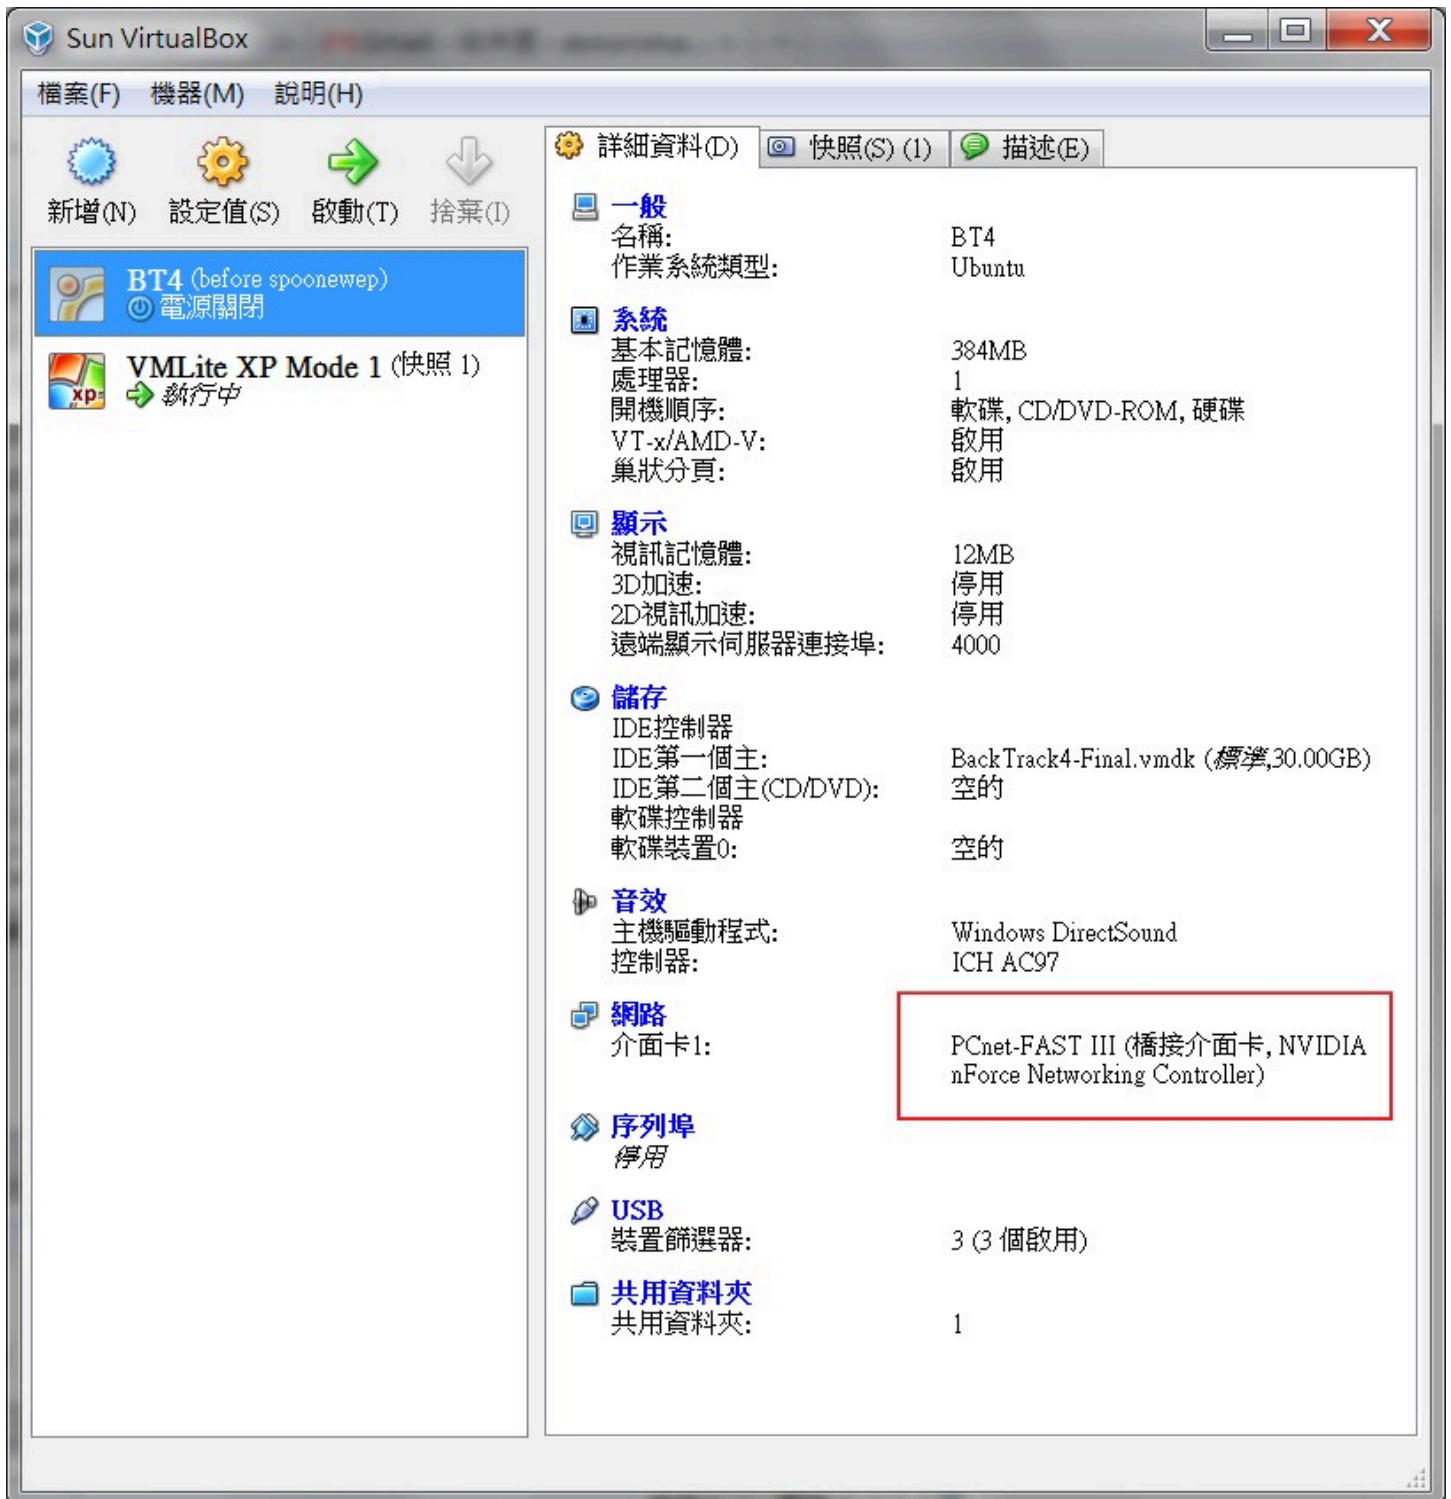 Sun VirtualBox
檔案(F) 機器(M) 說明(H)
新增(N) 設定值(S) 啟動(T) 捨棄(I)
BT4 (before spoonewep)
電源關閉
VMLite XP Mode 1 (快照 1)
xp
執行中
詳細資料(D) 快照(S) (1) 描述(E)
一般
名稱: BT4
作業系統類型: Ubuntu
系統
基本記憶體: 384MB
處理器: 1
開機順序: 軟碟, CD/DVD-ROM, 硬碟
VT-x/AMD-V: 啟用
巢狀分頁: 啟用
顯示
視訊記憶體: 12MB
3D加速: 停用
2D視訊加速: 停用
遠端顯示伺服器連接埠: 4000
儲存
IDE控制器
IDE第一個主: BackTrack4-Final.vmdk (標準,30.00GB)
IDE第二個主(CD/DVD): 空的
軟碟控制器
軟碟裝置0: 空的
音效
主機驅動程式: Windows DirectSound
控制器: ICH AC97
網路
介面卡1: PCnet-FAST III (橋接介面卡, NVIDIA
nForce Networking Controller)
序列埠
停用
USB
裝置篩選器: 3 (3 個啟用)
共用資料夾
共用資料夾: 1